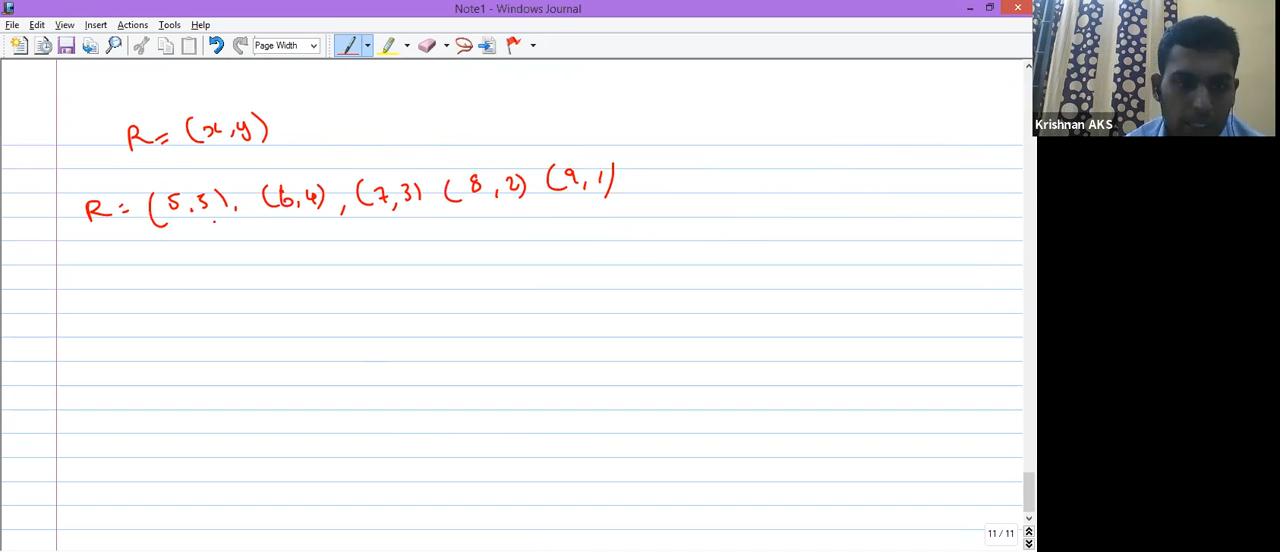 Note1 - Windows Journal
File Edit View Insert Actions Tools Help
Page Width
Krishnan AKS
R = (x, y)
R = (5, 5), (6, 4), (7, 3) (8, 2) (9, 1)
11 / 11